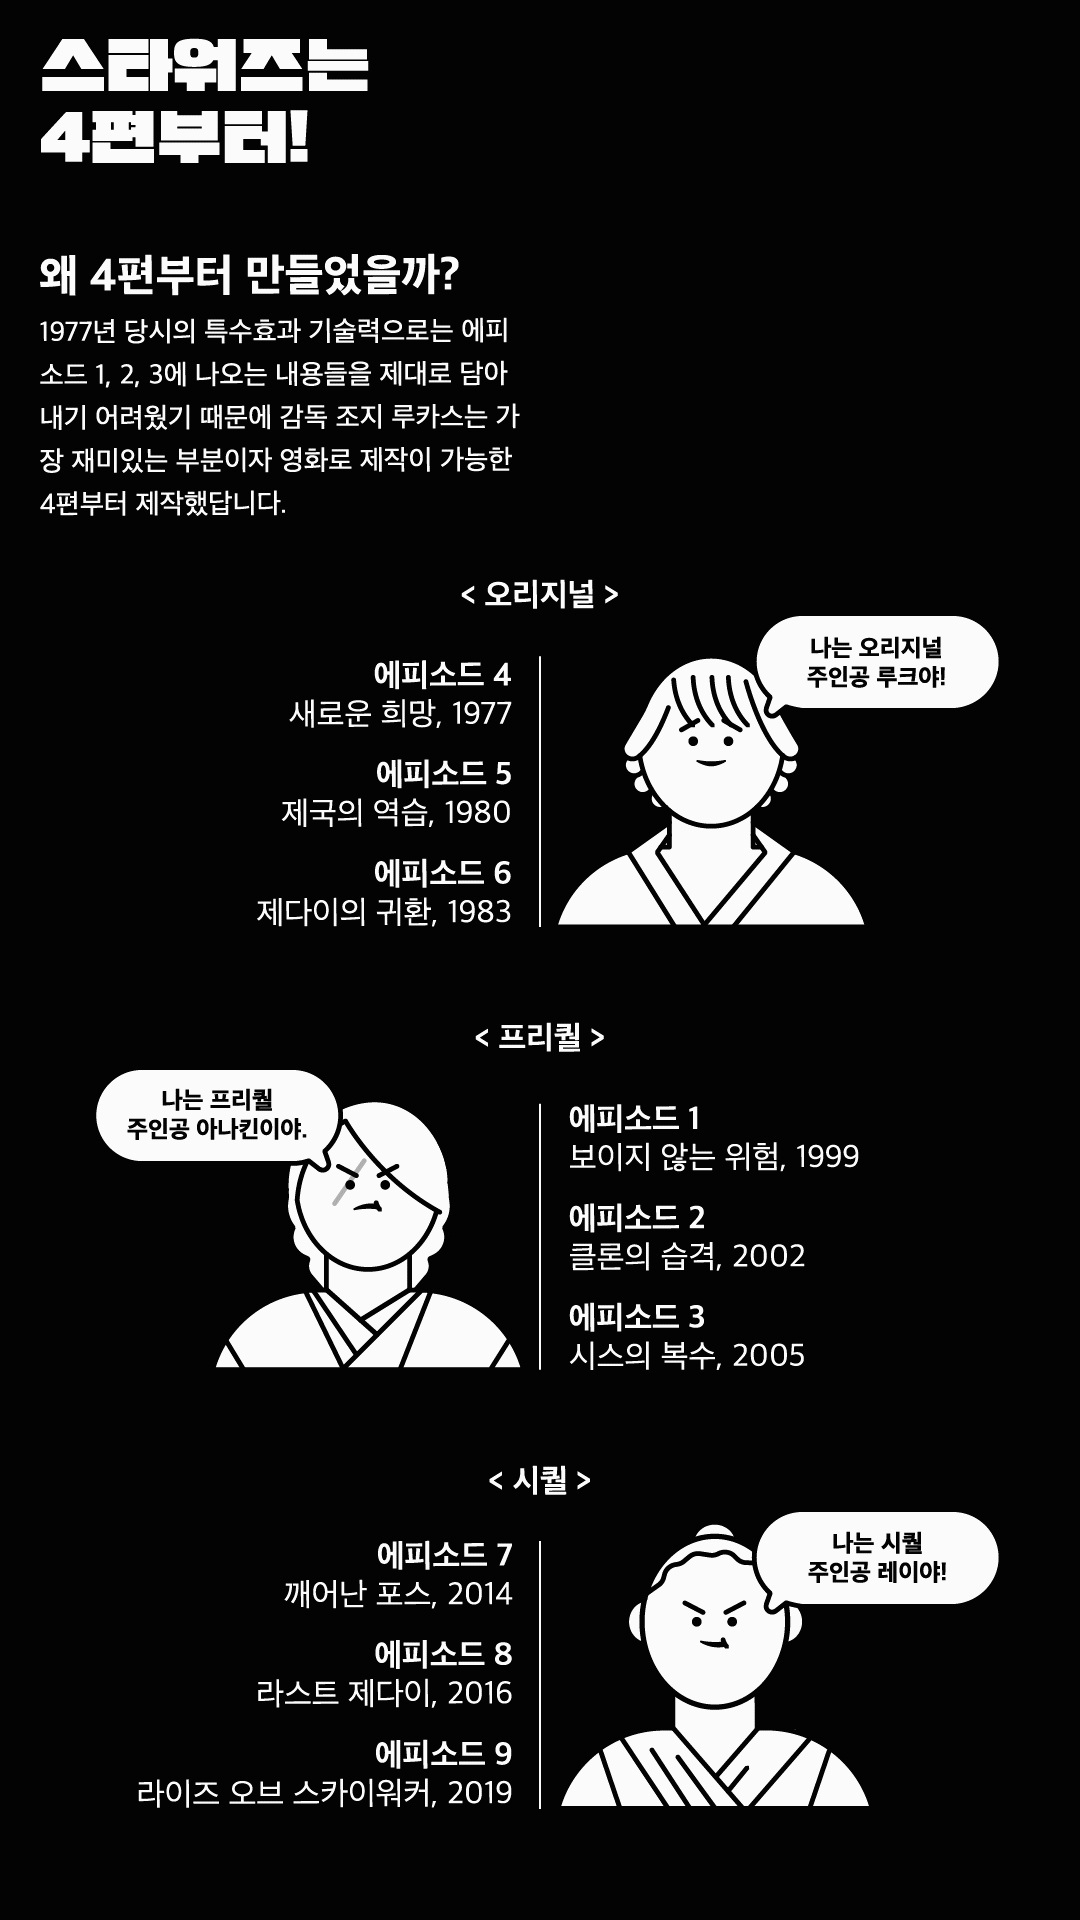 스타워즈는
4편부터!
왜 4편부터 만들었을까?
1977년 당시의 특수효과 기술력으로는 에피
소드 1, 2, 3에 나오는 내용들을 제대로 담아
내기 어려웠기 때문에 감독 조지 루카스는 가
장 재미있는 부분이자 영화로 제작이 가능한
4편부터 제작했답니다.
< 오리지널 >
나는 오리지널
주인공 루크야!
에피소드 4
새로운 희망, 1977
에피소드 5
제국의 역습, 1980
에피소드 6
제다이의 귀환, 1983
< 프리퀄 >
나는 프리퀄
주인공 아나킨이야.
에피소드 1
보이지 않는 위험, 1999
에피소드 2
클론의 습격, 2002
에피소드 3
시스의 복수, 2005
< 시퀄 >
나는 시퀄
주인공 레이야!
에피소드 7
깨어난 포스, 2014
에피소드 8
라스트 제다이, 2016
에피소드 9
라이즈 오브 스카이워커, 2019